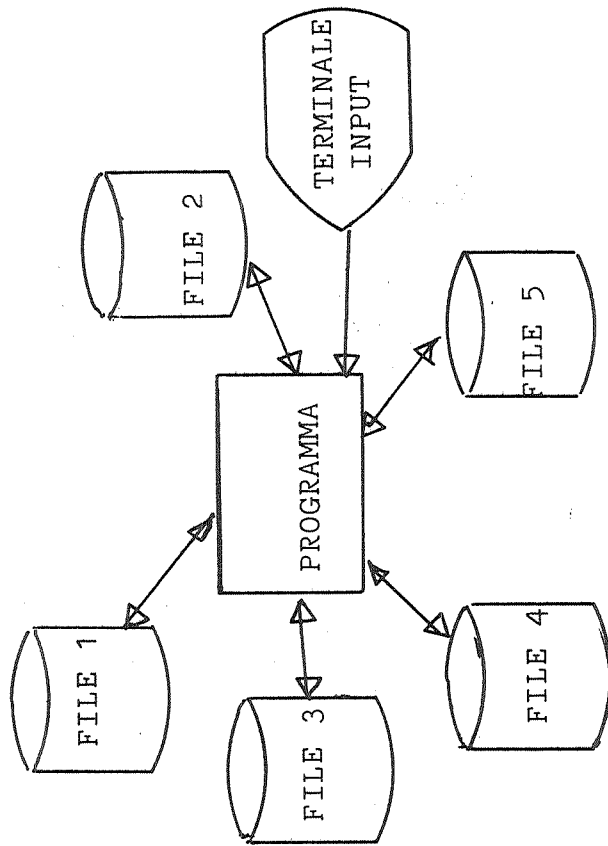 FILE 1
FILE 2
FILE 3
PROGRAMMA
TERMINALE
INPUT
FILE 4
FILE 5